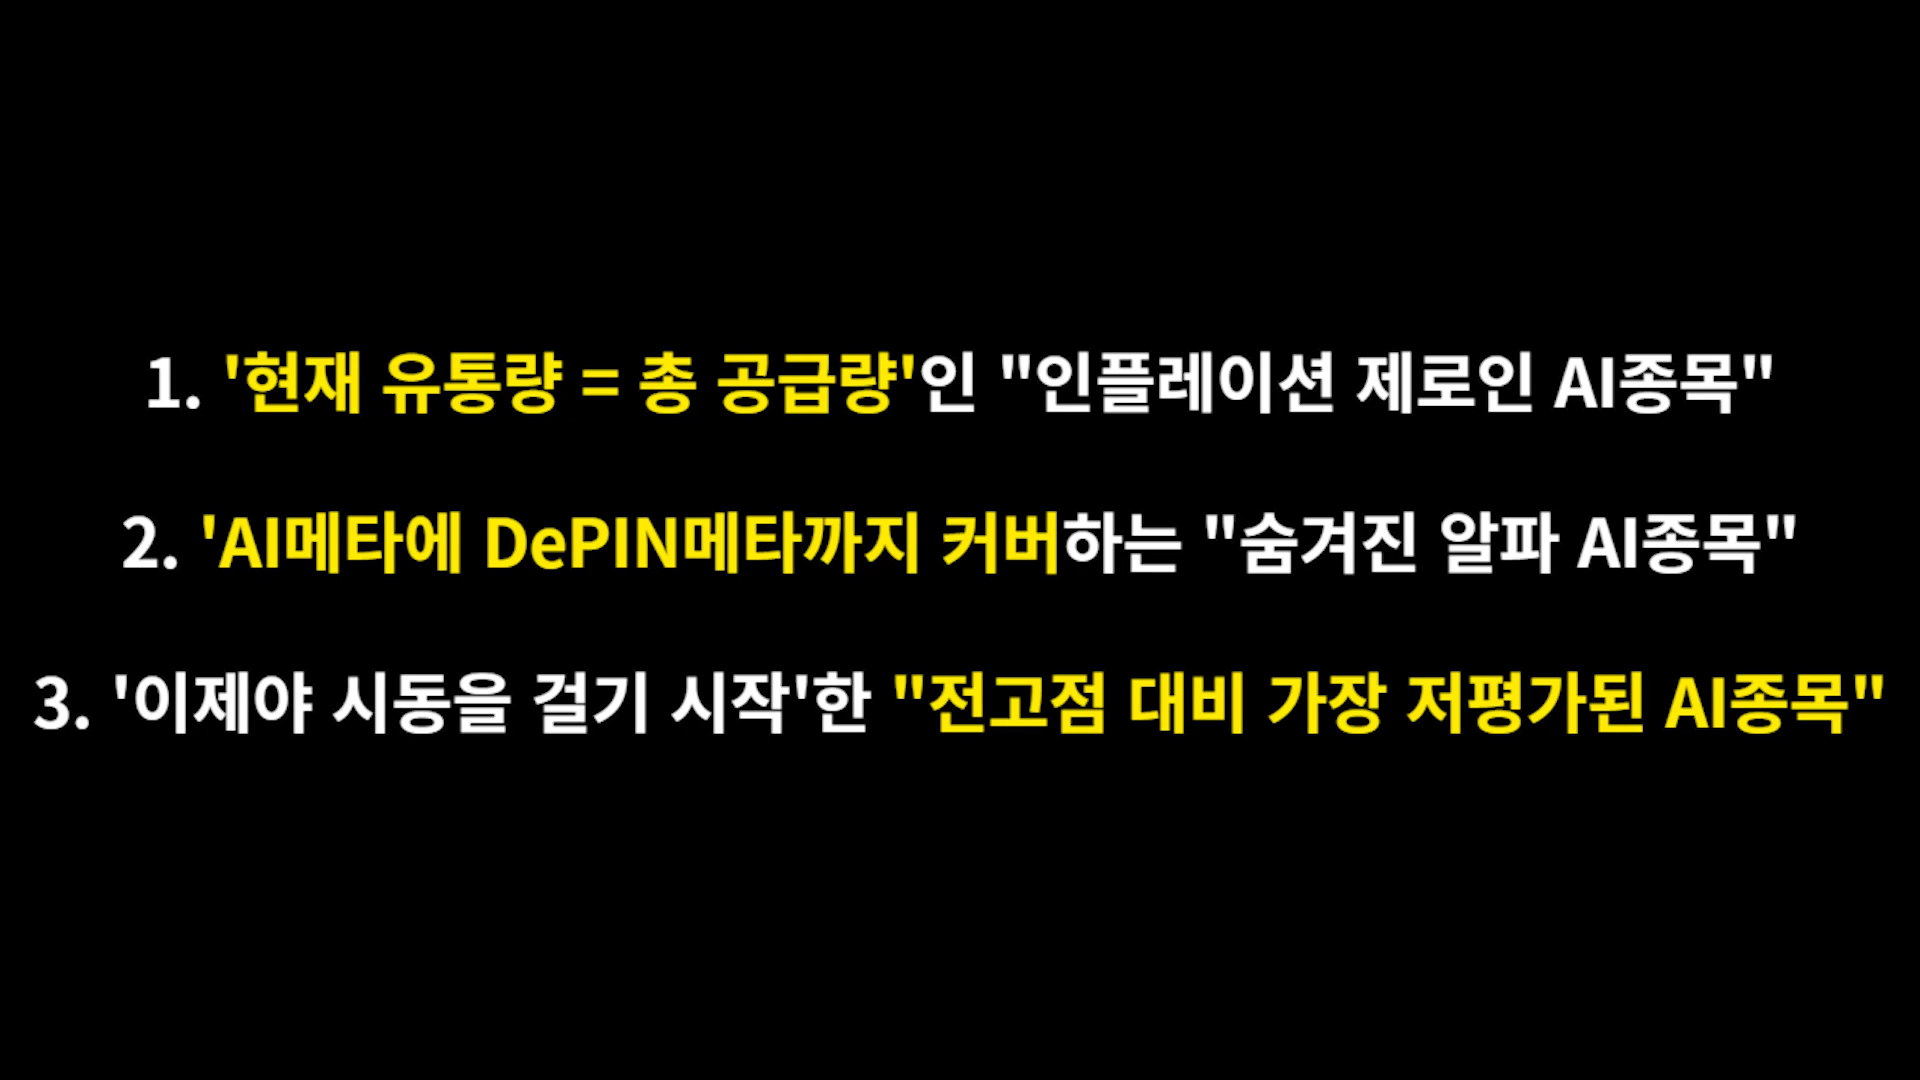 1. '현재 유통량 = 총 공급량'인 "인플레이션 제로인 AI종목"
2. 'AI메타에 DePIN메타까지 커버하는 "숨겨진 알파 AI종목"
3. '이제야 시동을 걸기 시작'한 "전고점 대비 가장 저평가된 AI종목"